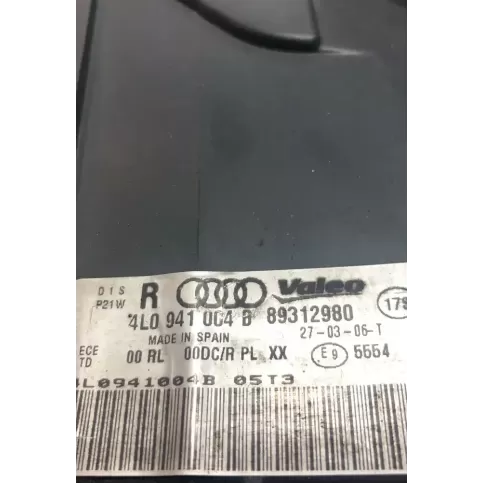 D1S R Valeo 179
P21W 4L0 941 004 B 89312980
MADE IN SPAIN 27-03-06-T
ECE 00 RL 00DC/R PL XX E9 5554
TD
4L0941004B 05T3